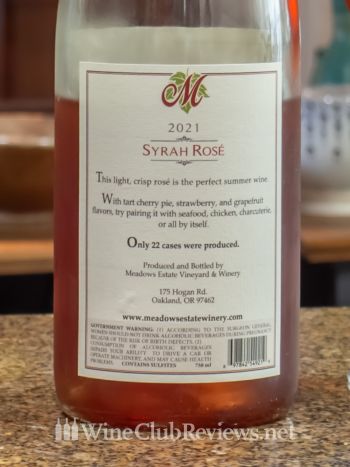 M
2021
SYRAH ROSÉ
This light, crisp rosé is the perfect summer wine.
With tart cherry pie, strawberry, and grapefruit
flavors, try pairing it with seafood, chicken, charcuterie,
or all by itself.
Only 22 cases were produced.
Produced and Bottled by
Meadows Estate Vineyard & Winery
175 Hogan Rd.
Oakland, OR 97462
www.meadowsestatewinery.com
GOVERNMENT WARNING: (1) ACCORDING TO THE SURGEON GENERAL,
WOMEN SHOULD NOT DRINK ALCOHOLIC BEVERAGES DURING PREGNANCY
BECAUSE OF THE RISK OF BIRTH DEFECTS. (2)
CONSUMPTION OF ALCOHOLIC BEVERAGES
IMPAIRS YOUR ABILITY TO DRIVE A CAR OR
OPERATE MACHINERY, AND MAY CAUSE HEALTH
PROBLEMS. CONTAINS SULFITES 750 ml
WineClubReviews.net